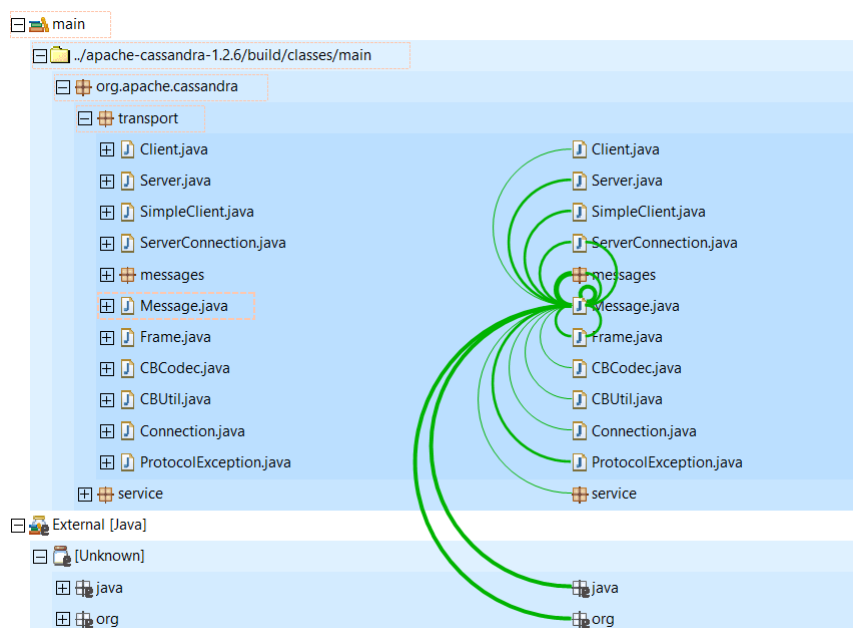 main
../apache-cassandra-1.2.6/build/classes/main
org.apache.cassandra
transport
Client.java Client.java
Server.java Server.java
SimpleClient.java SimpleClient.java
ServerConnection.java ServerConnection.java
messages messages
Message.java Message.java
Frame.java Frame.java
CBCodec.java CBCodec.java
CBUtil.java CBUtil.java
Connection.java Connection.java
ProtocolException.java ProtocolException.java
service service
External [Java]
[Unknown]
java java
org org